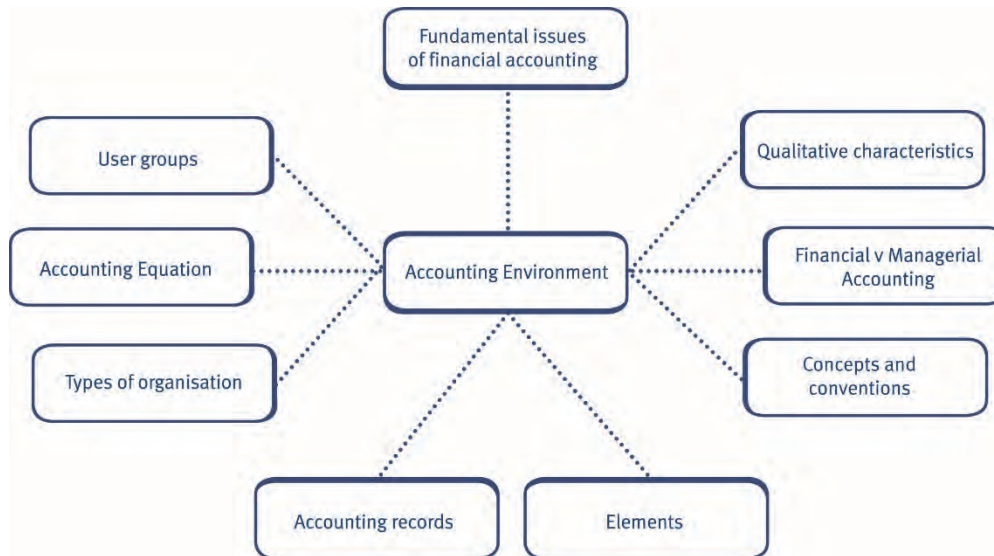 Fundamental issues
of financial accounting
User groups
Qualitative characteristics
Accounting Equation
Accounting Environment
Financial v Managerial
Accounting
Types of organisation
Concepts and
conventions
Accounting records
Elements